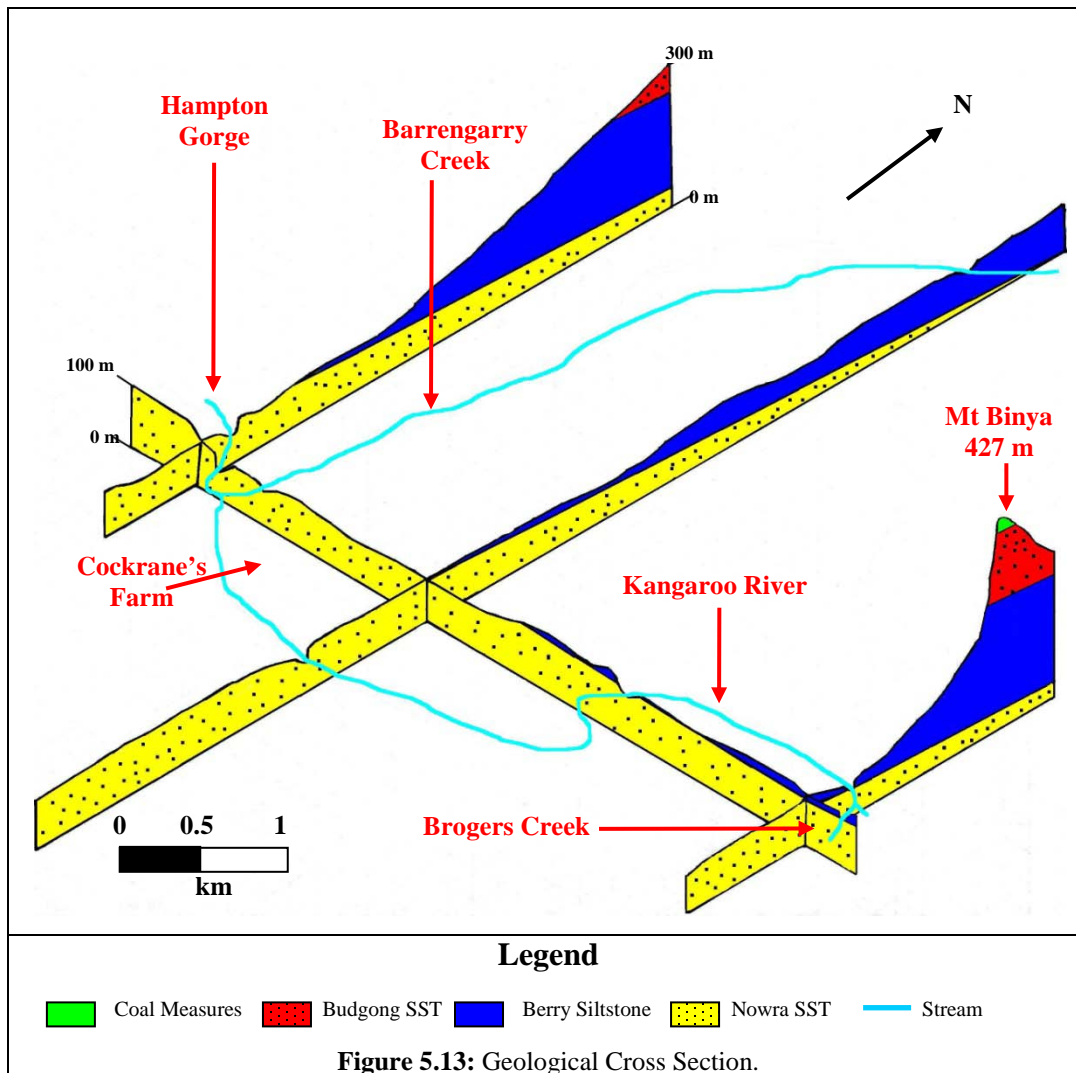 300 m
Hampton
Gorge
Barrengarry
Creek
N
0 m
100 m
0 m
Mt Binya
427 m
Cockrane's
Farm
Kangaroo River
Brogers Creek
0 0.5 1
km
Legend
Coal Measures Budgong SST Berry Siltstone Nowra SST Stream
Figure 5.13: Geological Cross Section.